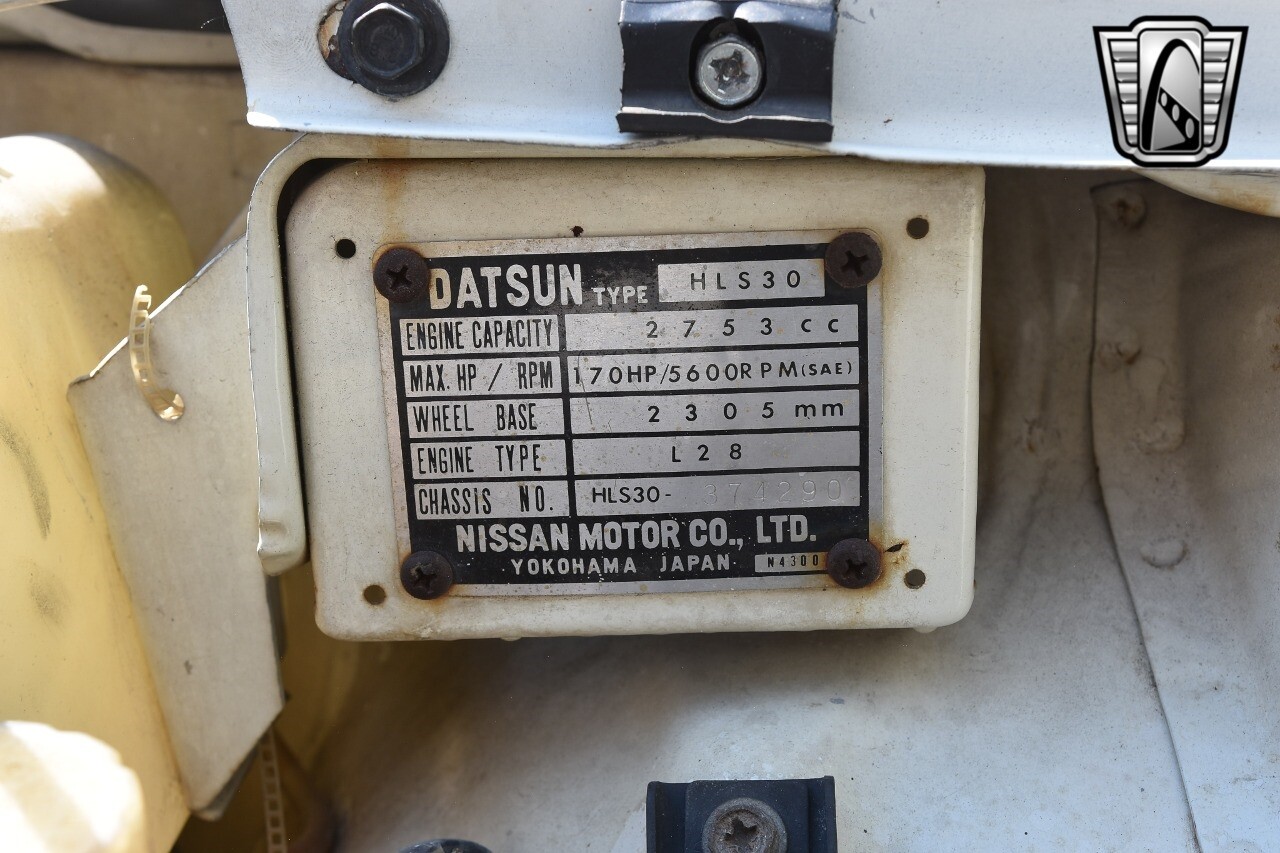 DATSUN TYPE HLS30
ENGINE CAPACITY 2753cc
MAX. HP / RPM 170HP/5600RPM(SAE)
WHEEL BASE 2305mm
ENGINE TYPE L28
CHASSIS NO. HLS30-374290
NISSAN MOTOR CO., LTD.
YOKOHAMA JAPAN N4300